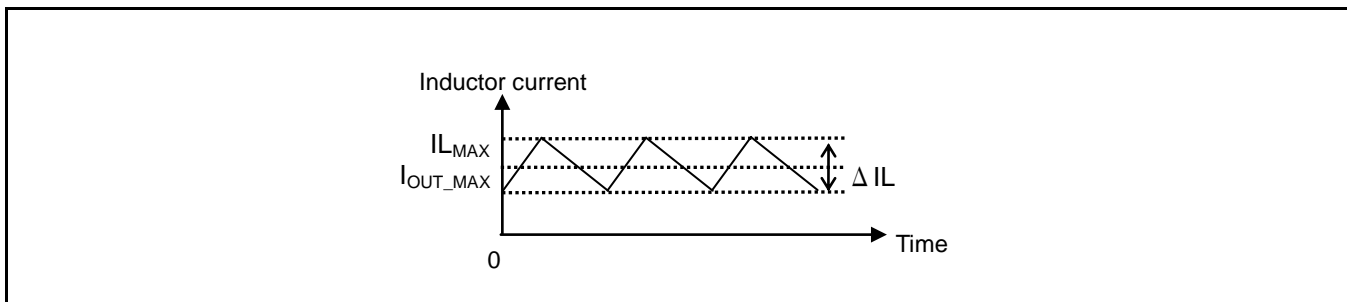 Inductor current
IL_MAX
I_OUT_MAX
Δ IL
Time
0